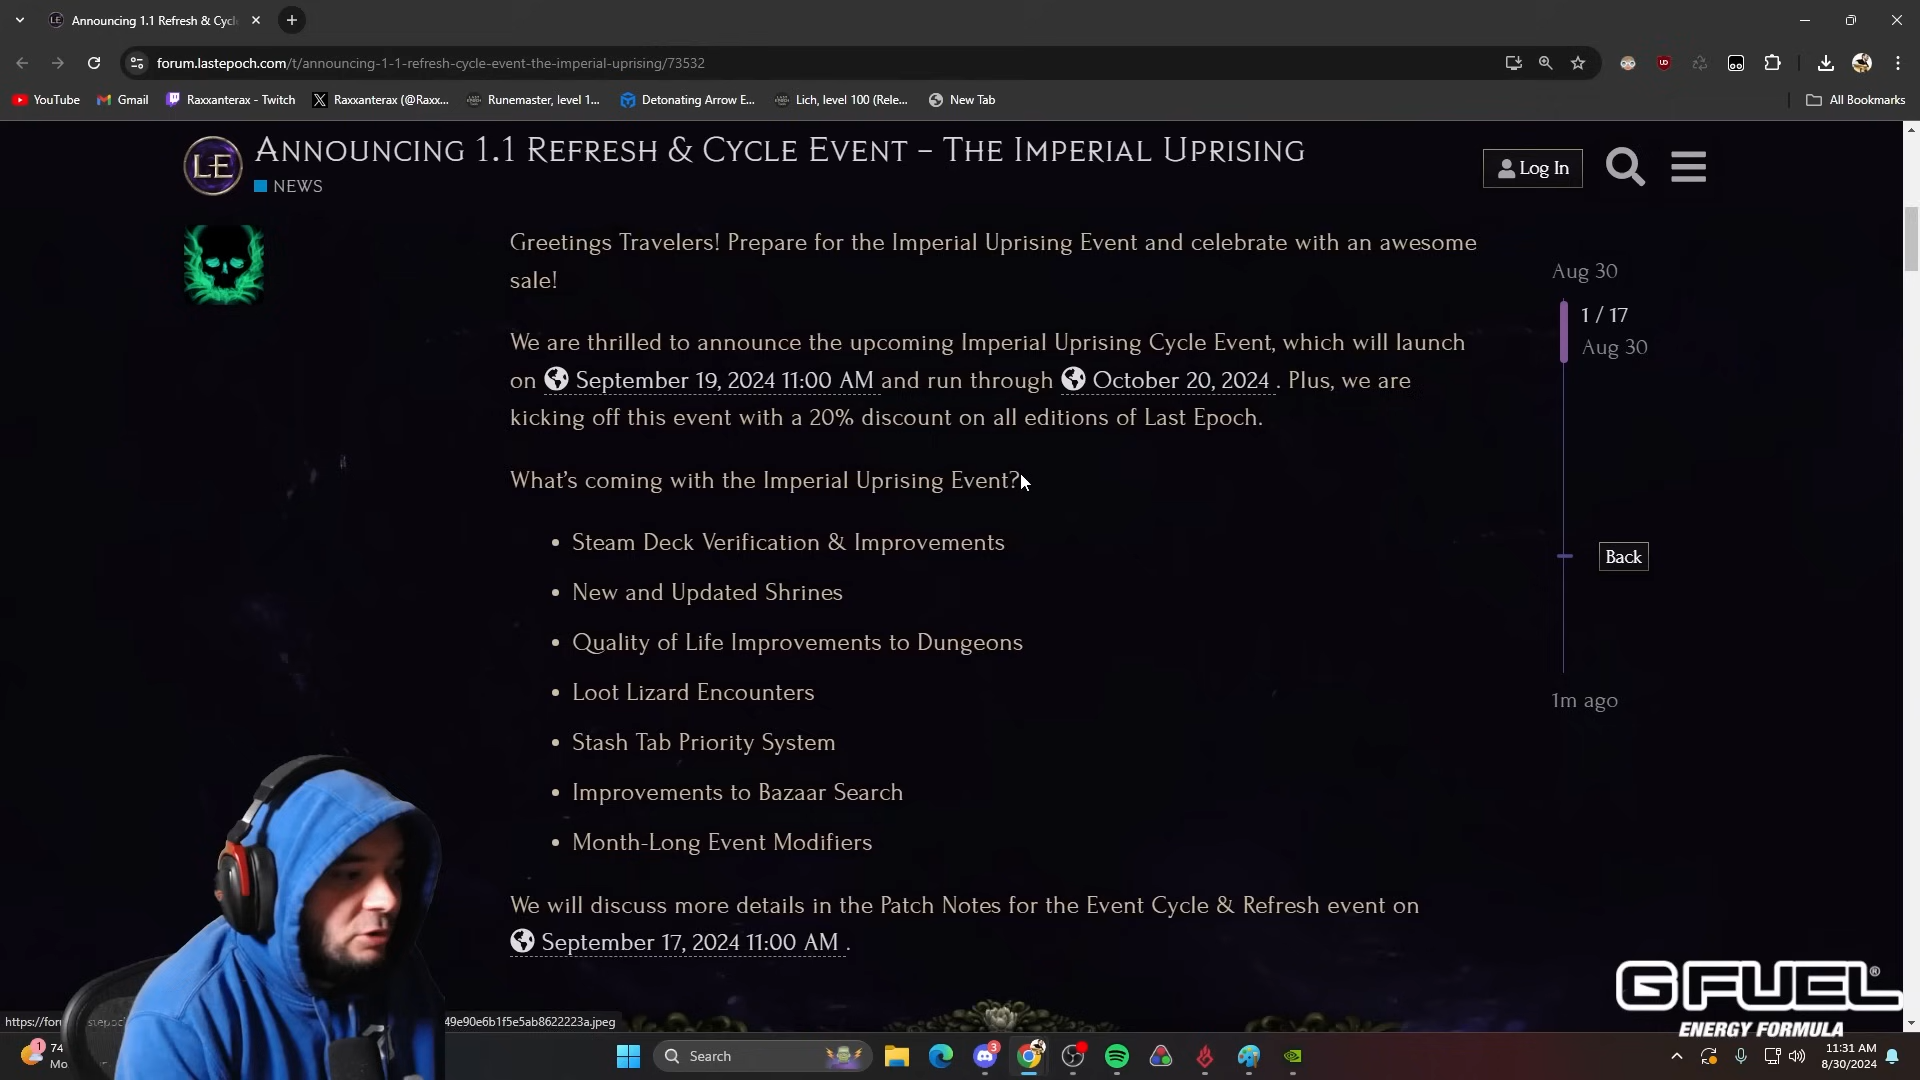 LE Announcing 1.1 Refresh & Cycl
forum.lastepoch.com/t/announcing-1-1-refresh-cycle-event-the-imperial-uprising/73532
YouTube
Gmail
Raxxanterax - Twitch
Raxxanterax (@Raxx...
Runemaster, level 1...
Detonating Arrow E...
Lich, level 100 (Rele...
New Tab
All Bookmarks
LE
Announcing 1.1 Refresh & Cycle Event – The Imperial Uprising
NEWS
Log In
Greetings Travelers! Prepare for the Imperial Uprising Event and celebrate with an awesome
sale!
We are thrilled to announce the upcoming Imperial Uprising Cycle Event, which will launch
on September 19, 2024 11:00 AM and run through October 20, 2024 . Plus, we are
kicking off this event with a 20% discount on all editions of Last Epoch.
What's coming with the Imperial Uprising Event?
• Steam Deck Verification & Improvements
• New and Updated Shrines
• Quality of Life Improvements to Dungeons
• Loot Lizard Encounters
• Stash Tab Priority System
• Improvements to Bazaar Search
• Month-Long Event Modifiers
We will discuss more details in the Patch Notes for the Event Cycle & Refresh event on
September 17, 2024 11:00 AM .
Aug 30
1 / 17
Aug 30
Back
1m ago
G FUEL®
ENERGY FORMULA
https://foru
49e90e6b1f5e5ab8622223a.jpeg
1
74
Mo
Search
3
11:31 AM
8/30/2024